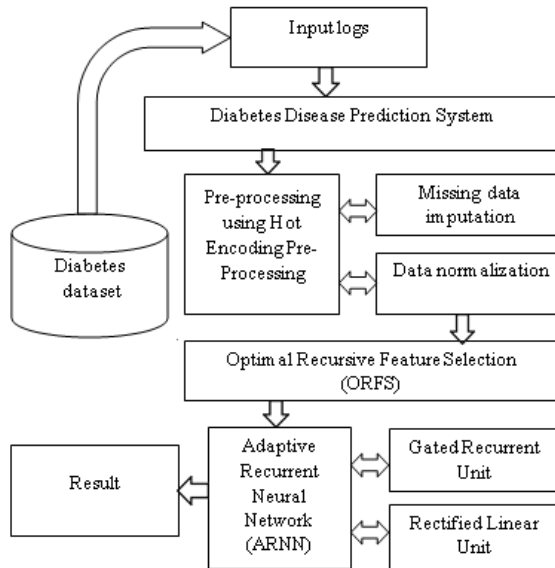 Input logs
Diabetes Disease Prediction System
Pre-processing
using Hot
Encoding Pre-
Processing
Missing data
imputation
Diabetes
dataset
Data normalization
Optimal Recursive Feature Selection
(ORFS)
Adaptive
Recurrent
Neural
Network
(ARNN)
Gated Recurrent
Unit
Result
Rectified Linear
Unit